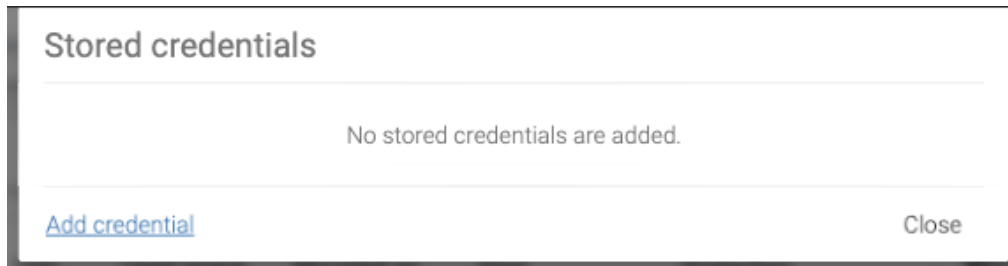 Stored credentials
No stored credentials are added.
Add credential Close